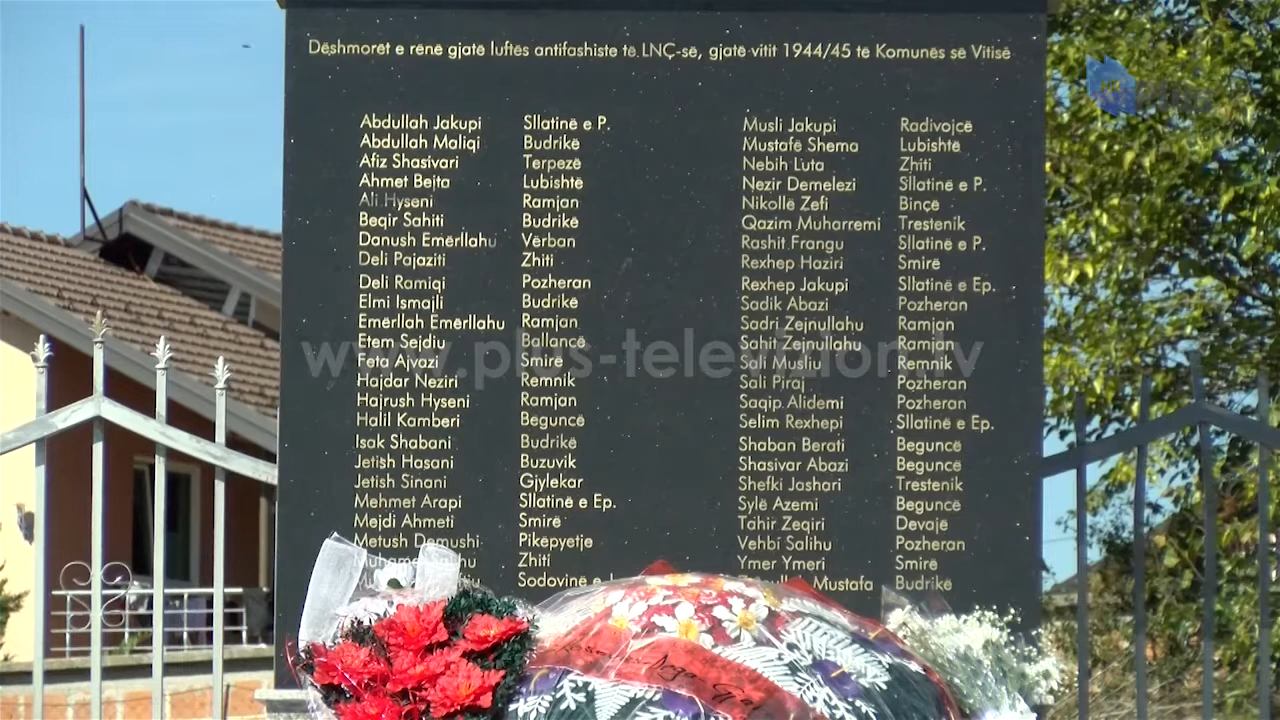 Dëshmorët e rënë gjatë luftës antifashiste të LNÇ-së, gjatë vitit 1944/45 të Komunës së Vitisë
Abdullah Jakupi Sllatinë e P.
Abdullah Maliqi Budrikë
Afiz Shasivari Terpezë
Ahmet Bejta Lubishtë
Ali Hyseni Ramjan
Beqir Sahiti Budrikë
Danush Emërllahu Vërban
Deli Pajaziti Zhiti
Deli Ramiqi Pozheran
Elmi Ismajli Budrikë
Emërllah Emërllahu Ramjan
Etem Sejdiu Ballancë
Feta Ajvazi Smirë
Hajdar Neziri Remnik
Hajrush Hyseni Ramjan
Halil Kamberi Beguncë
Isak Shabani Budrikë
Jetish Hasani Buzuvik
Jetish Sinani Gjylekar
Mehmet Arapi Sllatinë e Ep.
Mejdi Ahmeti Smirë
Metush Demushi Pikëpyetje
Zhiti
Sodovinë e
Musli Jakupi Radivojcë
Mustafë Shema Lubishtë
Nebih Luta Zhiti
Nezir Demelezi Sllatinë e P.
Nikollë Zefi Binçë
Qazim Muharremi Trestenik
Rashit Frangu Sllatinë e P.
Rexhep Haziri Smirë
Rexhep Jakupi Sllatinë e Ep.
Sadik Abazi Pozheran
Sadri Zejnullahu Ramjan
Sahit Zejnullahu Ramjan
Sali Musliu Remnik
Sali Piraj Pozheran
Saqip Alidemi Pozheran
Selim Rexhepi Sllatinë e Ep.
Shaban Berati Beguncë
Shasivar Abazi Beguncë
Shefki Jashari Trestenik
Sylë Azemi Beguncë
Tahir Zeqiri Devajë
Vehbi Salihu Pozheran
Ymer Ymeri Smirë
Mustafa Budrikë